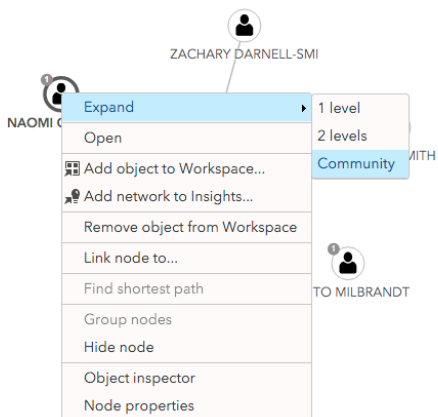 ZACHARY DARNELL-SMI
1
NAOMI
Expand
1 level
Open
2 levels
Community
MITH
Add object to Workspace...
Add network to Insights...
Remove object from Workspace
Link node to...
1
Find shortest path
TO MILBRANDT
Group nodes
Hide node
Object inspector
Node properties